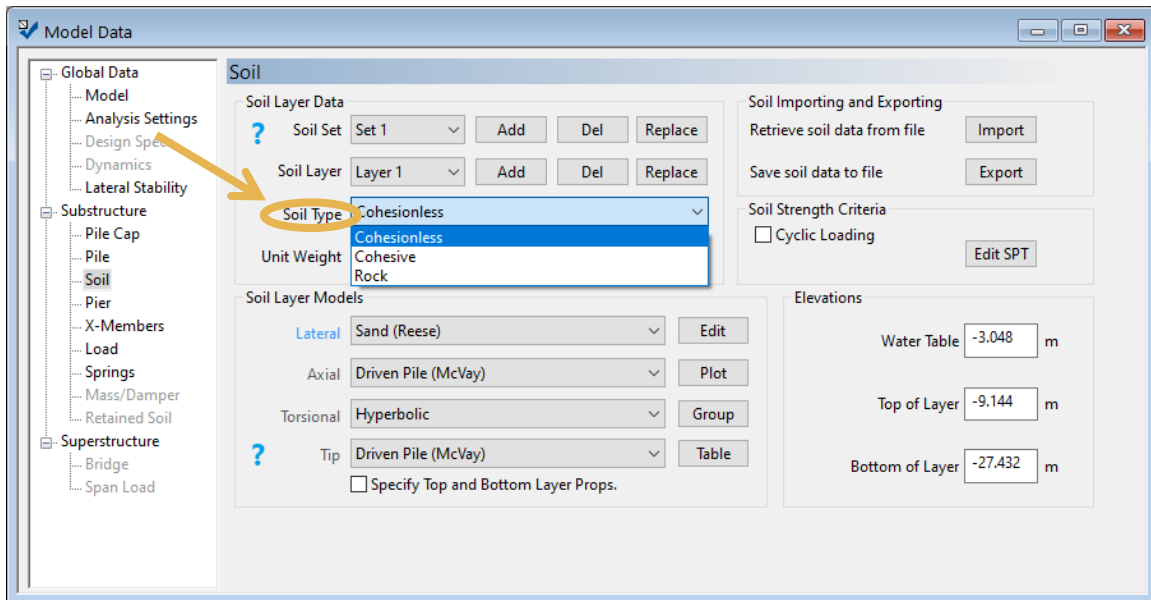 Model Data
Global Data
Model
Analysis Settings
Design Spec
Dynamics
Lateral Stability
Substructure
Pile Cap
Pile
Soil
Pier
X-Members
Load
Springs
Mass/Damper
Retained Soil
Superstructure
Bridge
Span Load
Soil
Soil Layer Data
? Soil Set Set 1 Add Del Replace
Soil Layer Layer 1 Add Del Replace
Soil Type Cohesionless
Cohesionless
Unit Weight Cohesive
Rock
Soil Importing and Exporting
Retrieve soil data from file Import
Save soil data to file Export
Soil Strength Criteria
Cyclic Loading
Edit SPT
Soil Layer Models
Lateral Sand (Reese) Edit
Axial Driven Pile (McVay) Plot
Torsional Hyperbolic Group
? Tip Driven Pile (McVay) Table
Specify Top and Bottom Layer Props.
Elevations
Water Table -3.048 m
Top of Layer -9.144 m
Bottom of Layer -27.432 m